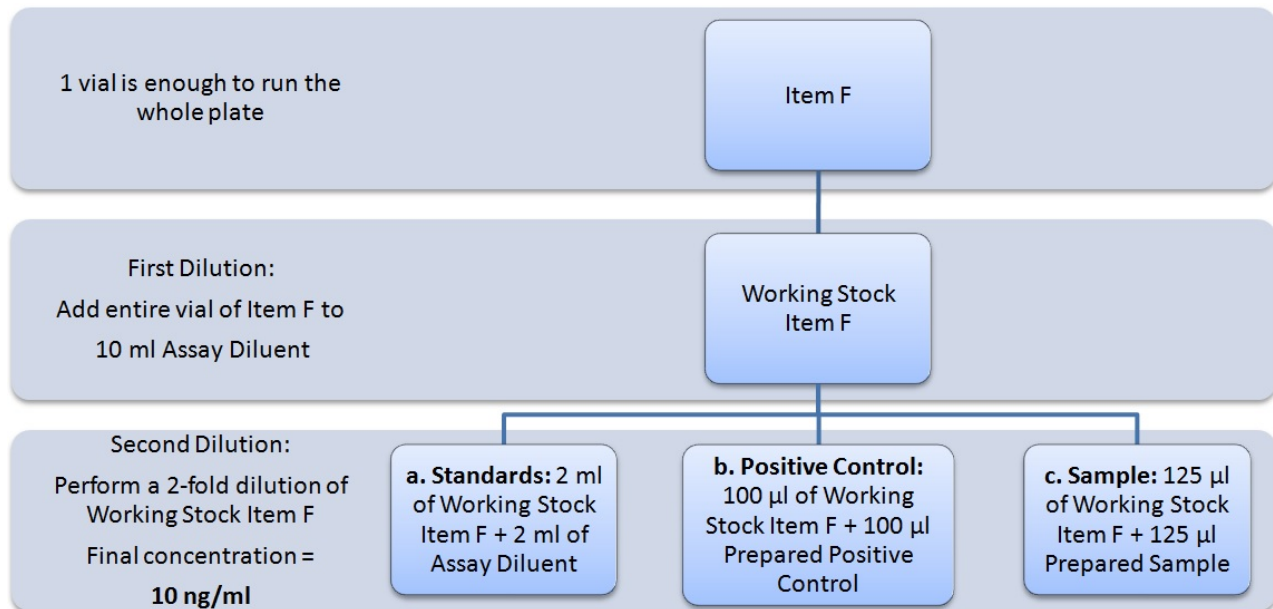 1 vial is enough to run the
whole plate
Item F
First Dilution:
Add entire vial of Item F to
10 ml Assay Diluent
Working Stock
Item F
Second Dilution:
Perform a 2-fold dilution of
Working Stock Item F
Final concentration =
10 ng/ml
a. Standards: 2 ml
of Working Stock
Item F + 2 ml of
Assay Diluent
b. Positive Control:
100 µl of Working
Stock Item F + 100 µl
Prepared Positive
Control
c. Sample: 125 µl
of Working Stock
Item F + 125 µl
Prepared Sample